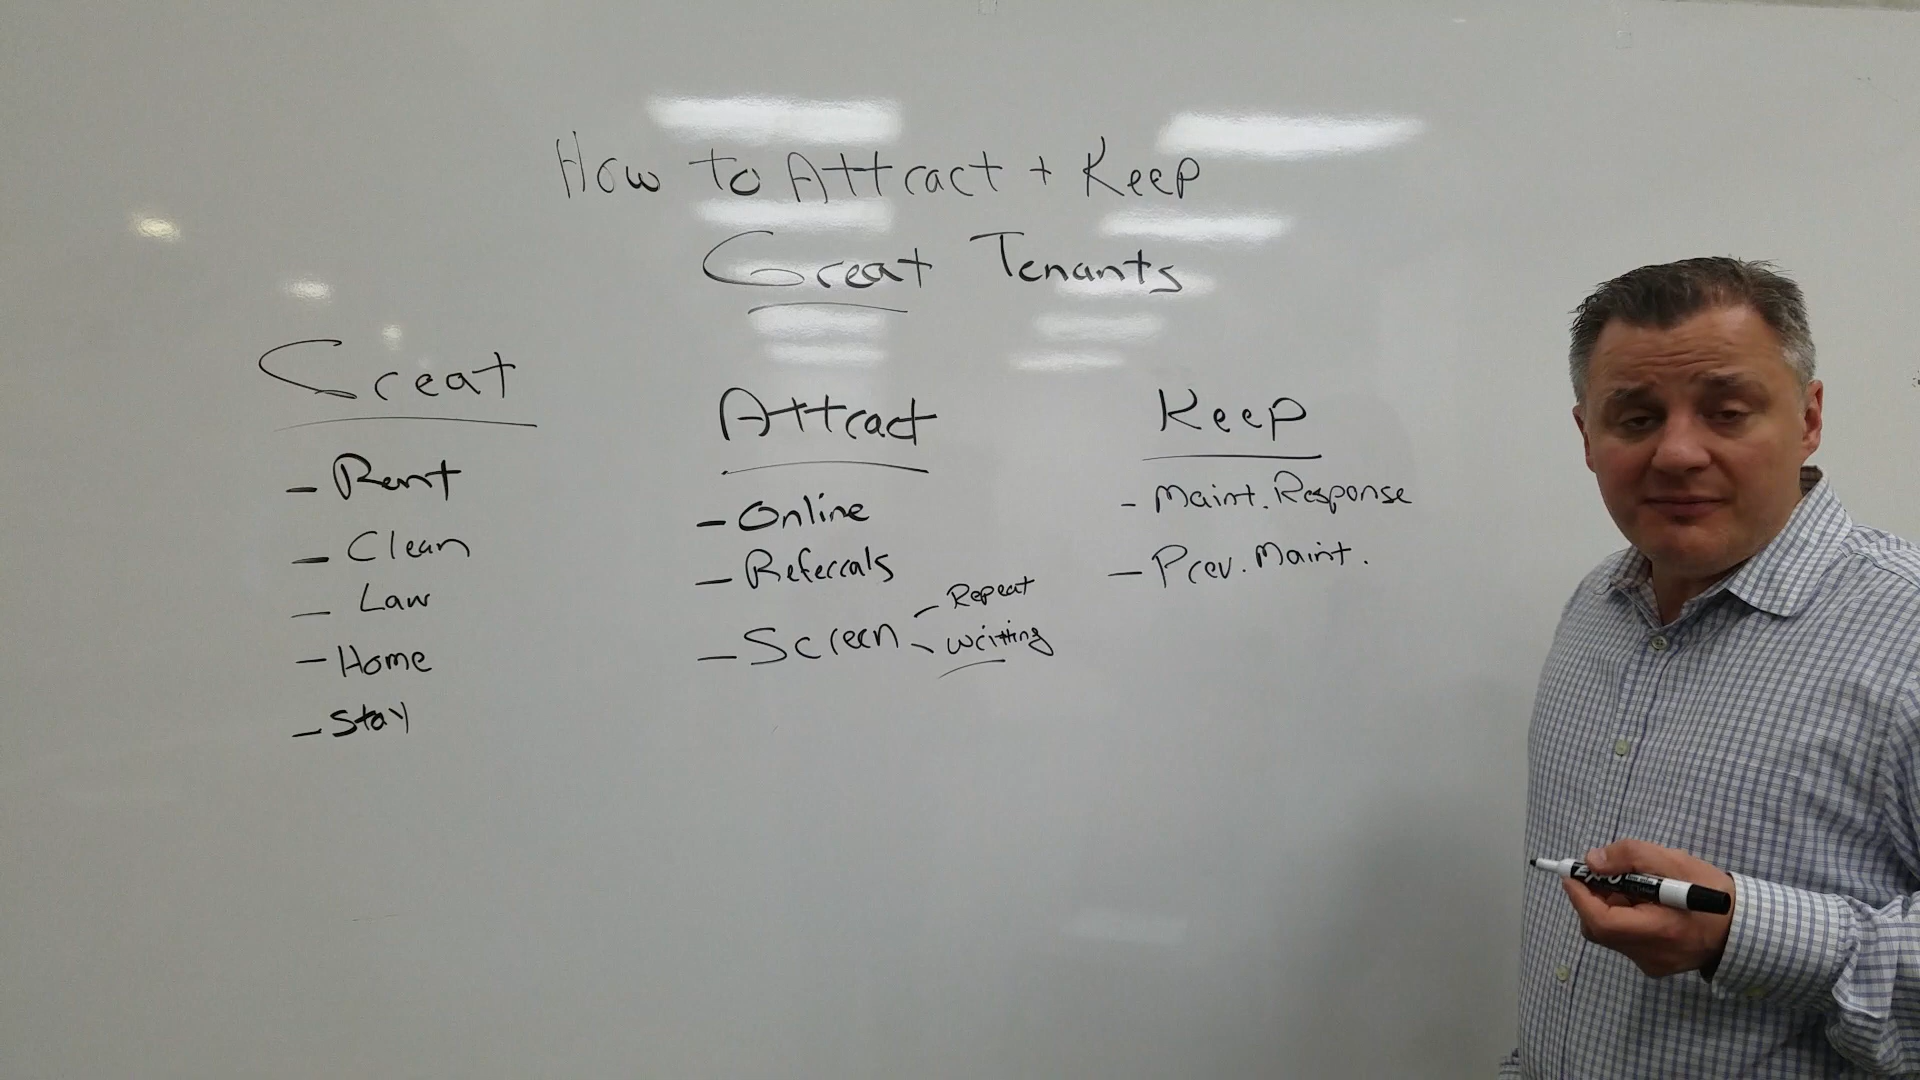 How To Attract + Keep
Great Tenants
Great
- Rent
- Clean
- Law
- Home
- Stay
Attract
- Online
- Referrals
- Screen - Repeat
- Writting
Keep
- Maint. Response
- Prev. Maint.
EXPO